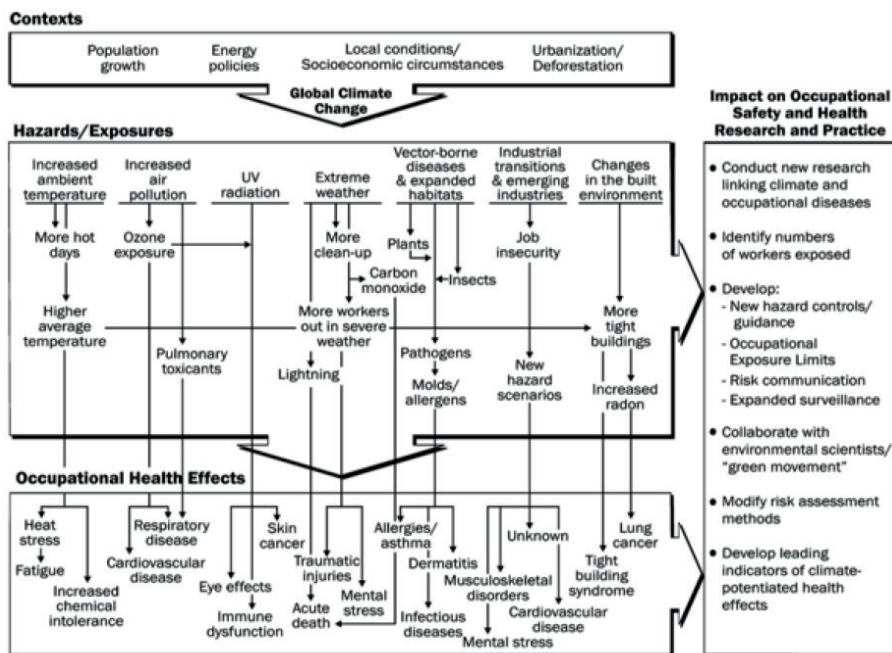 Contexts
Population
growth
Energy
policies
Local conditions/
Socioeconomic circumstances
Urbanization/
Deforestation
Global Climate
Change
Hazards/Exposures
Increased
ambient
temperature
Increased
air
pollution
UV
radiation
Extreme
weather
Vector-borne
diseases
& expanded
habitats
Industrial
transitions
& emerging
industries
Changes
in the built
environment
More hot
days
Ozone
exposure
More
clean-up
Plants
Job
insecurity
Carbon
monoxide
Insects
Higher
average
temperature
More workers
out in severe
weather
More
tight
buildings
Pulmonary
toxicants
Lightning
Pathogens
Molds/
allergens
New
hazard
scenarios
Increased
radon
Occupational Health Effects
Heat
stress
Fatigue
Increased
chemical
intolerance
Respiratory
disease
Cardiovascular
disease
Skin
cancer
Eye effects
Immune
dysfunction
Traumatic
injuries
Acute
death
Mental
stress
Allergies/
asthma
Dermatitis
Infectious
diseases
Musculoskeletal
disorders
Mental stress
Unknown
Cardiovascular
disease
Tight
building
syndrome
Lung
cancer
Impact on Occupational
Safety and Health
Research and Practice
• Conduct new research
linking climate and
occupational diseases
• Identify numbers
of workers exposed
• Develop:
- New hazard controls/
guidance
- Occupational
Exposure Limits
- Risk communication
- Expanded surveillance
• Collaborate with
environmental scientists/
“green movement”
• Modify risk assessment
methods
• Develop leading
indicators of climate-
potentiated health
effects